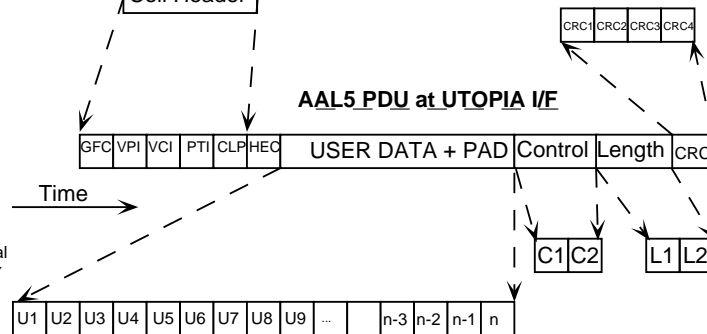 Cell Header
CRC1 CRC2 CRC3 CRC4
AAL5 PDU at UTOPIA I/F
GFC VPI VCI PTI CLP HEC USER DATA + PAD Control Length CRC
Time
C1 C2 L1 L2
U1 U2 U3 U4 U5 U6 U7 U8 U9 ... n-3 n-2 n-1 n